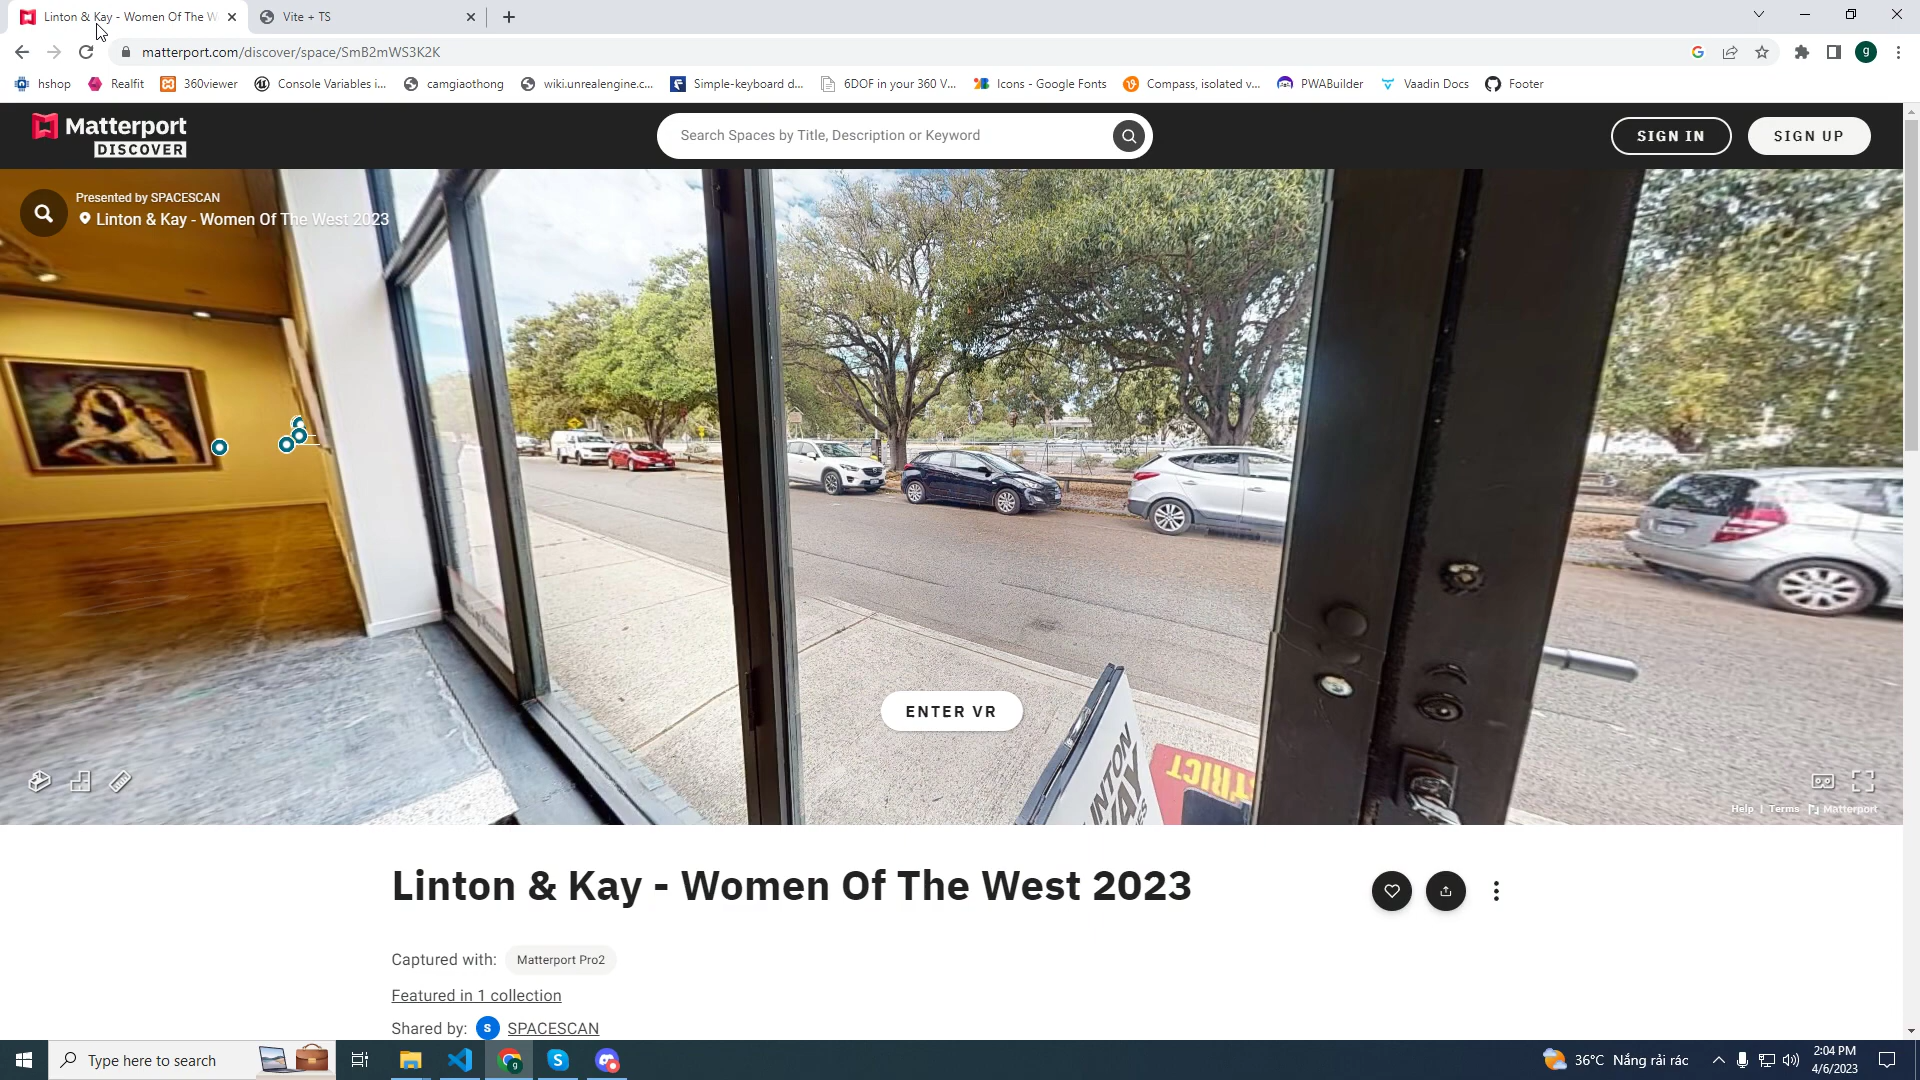 Linton & Kay - Women Of The W
Vite + TS
matterport.com/discover/space/SmB2mWS3K2K
g
hshop
Realfit
360viewer
Console Variables i...
camgiaothong
wiki.unrealengine.c...
Simple-keyboard d...
6DOF in your 360 V...
Icons - Google Fonts
Compass, isolated v...
PWABuilder
Vaadin Docs
Footer
Matterport
DISCOVER
Search Spaces by Title, Description or Keyword
SIGN IN
SIGN UP
Presented by SPACESCAN
Linton & Kay - Women Of The West 2023
ENTER VR
Help | Terms Matterport
Linton & Kay - Women Of The West 2023
Captured with: Matterport Pro2
Featured in 1 collection
Shared by: S SPACESCAN
Type here to search
36°C Nắng rải rác
2:04 PM
4/6/2023